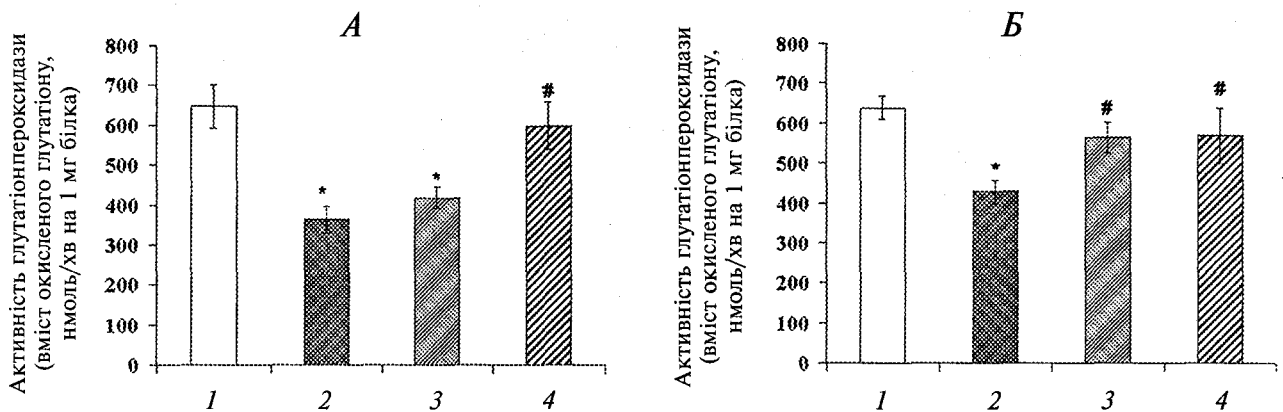 А
Активність глутатіонпероксидази
(вміст окисленого глутатіону,
нмоль/хв на 1 мг білка)
800
700
600
500
400
300
200
100
0
*
*
#
1 2 3 4
Б
Активність глутатіонпероксидази
(вміст окисленого глутатіону,
нмоль/хв на 1 мг білка)
800
700
600
500
400
300
200
100
0
*
#
#
1 2 3 4